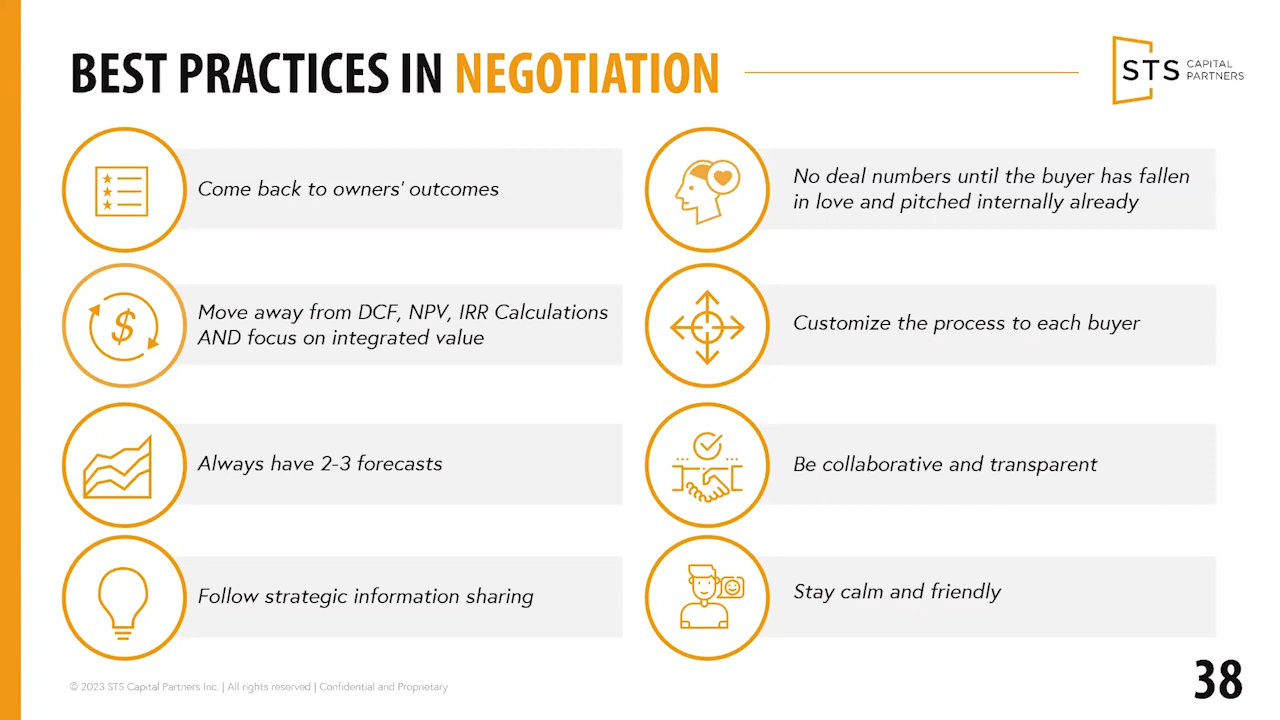 BEST PRACTICES IN NEGOTIATION
STS CAPITAL
PARTNERS
Come back to owners' outcomes
Move away from DCF, NPV, IRR Calculations
AND focus on integrated value
Always have 2-3 forecasts
Follow strategic information sharing
No deal numbers until the buyer has fallen
in love and pitched internally already
Customize the process to each buyer
Be collaborative and transparent
Stay calm and friendly
© 2023 STS Capital Partners Inc. | All rights reserved | Confidential and Proprietary
38